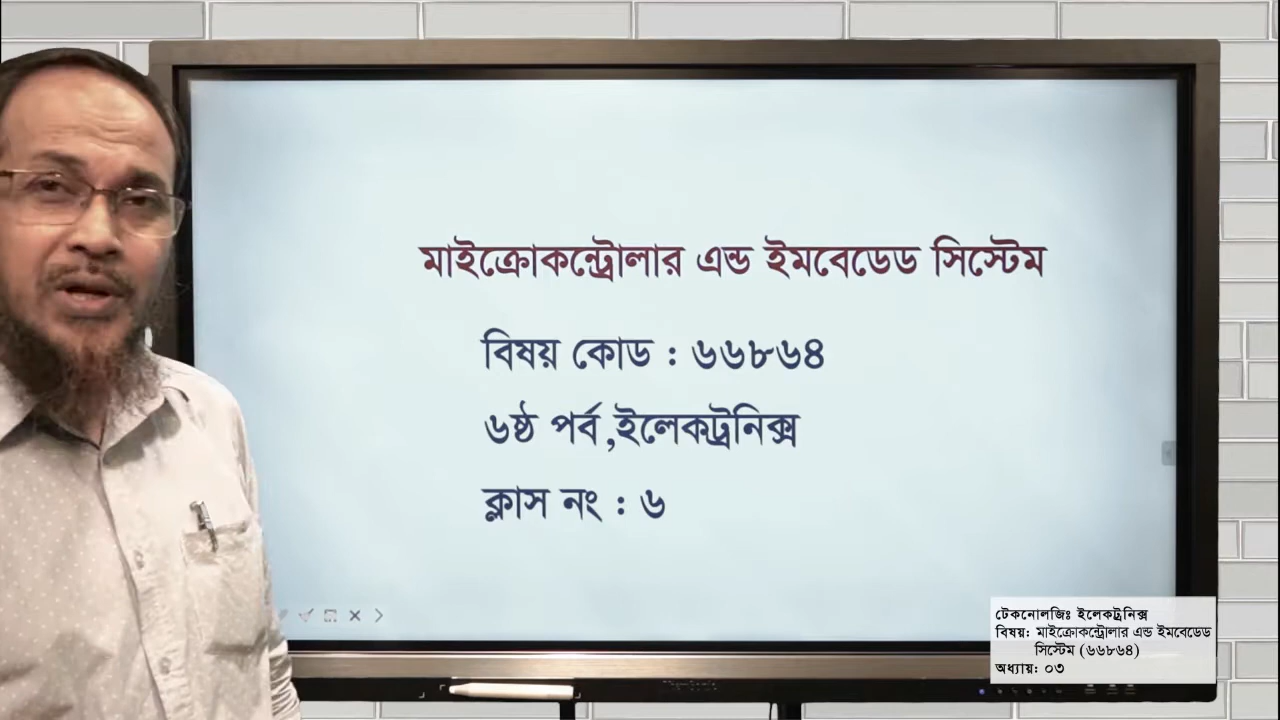 মাইক্রোকন্ট্রোলার এন্ড ইমবেডেড সিস্টেম
বিষয় কোড : ৬৬৮৬৪
৬ষ্ঠ পর্ব,ইলেকট্রনিক্স
ক্লাস নং : ৬
টেকনোলজিঃ ইলেকট্রনিক্স
বিষয়: মাইক্রোকন্ট্রোলার এন্ড ইমবেডেড
সিস্টেম (৬৬৮৬৪)
অধ্যায়: ০৩